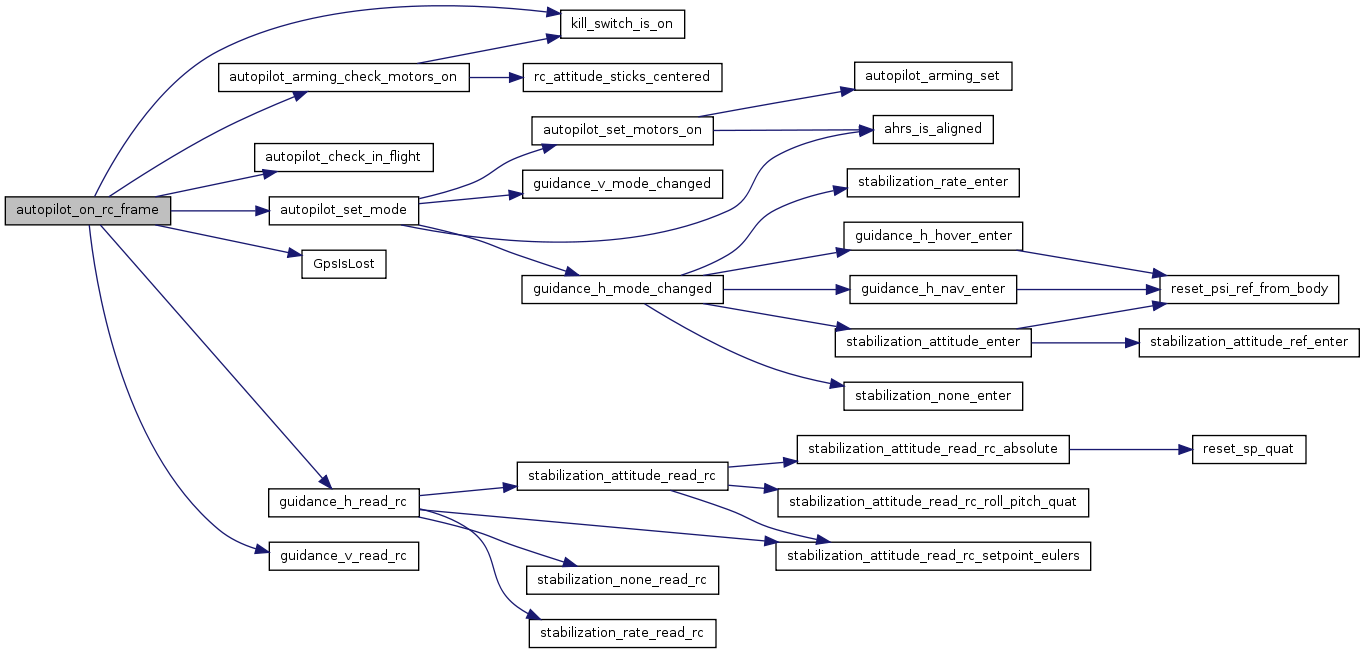 kill_switch_is_on
autopilot_arming_check_motors_on
rc_attitude_sticks_centered
autopilot_arming_set
autopilot_set_motors_on
ahrs_is_aligned
autopilot_check_in_flight
guidance_v_mode_changed
stabilization_rate_enter
autopilot_on_rc_frame
autopilot_set_mode
guidance_h_hover_enter
GpsIsLost
guidance_h_mode_changed
guidance_h_nav_enter
reset_psi_ref_from_body
stabilization_attitude_enter
stabilization_attitude_ref_enter
stabilization_none_enter
stabilization_attitude_read_rc_absolute
reset_sp_quat
stabilization_attitude_read_rc
guidance_h_read_rc
stabilization_attitude_read_rc_roll_pitch_quat
guidance_v_read_rc
stabilization_attitude_read_rc_setpoint_eulers
stabilization_none_read_rc
stabilization_rate_read_rc